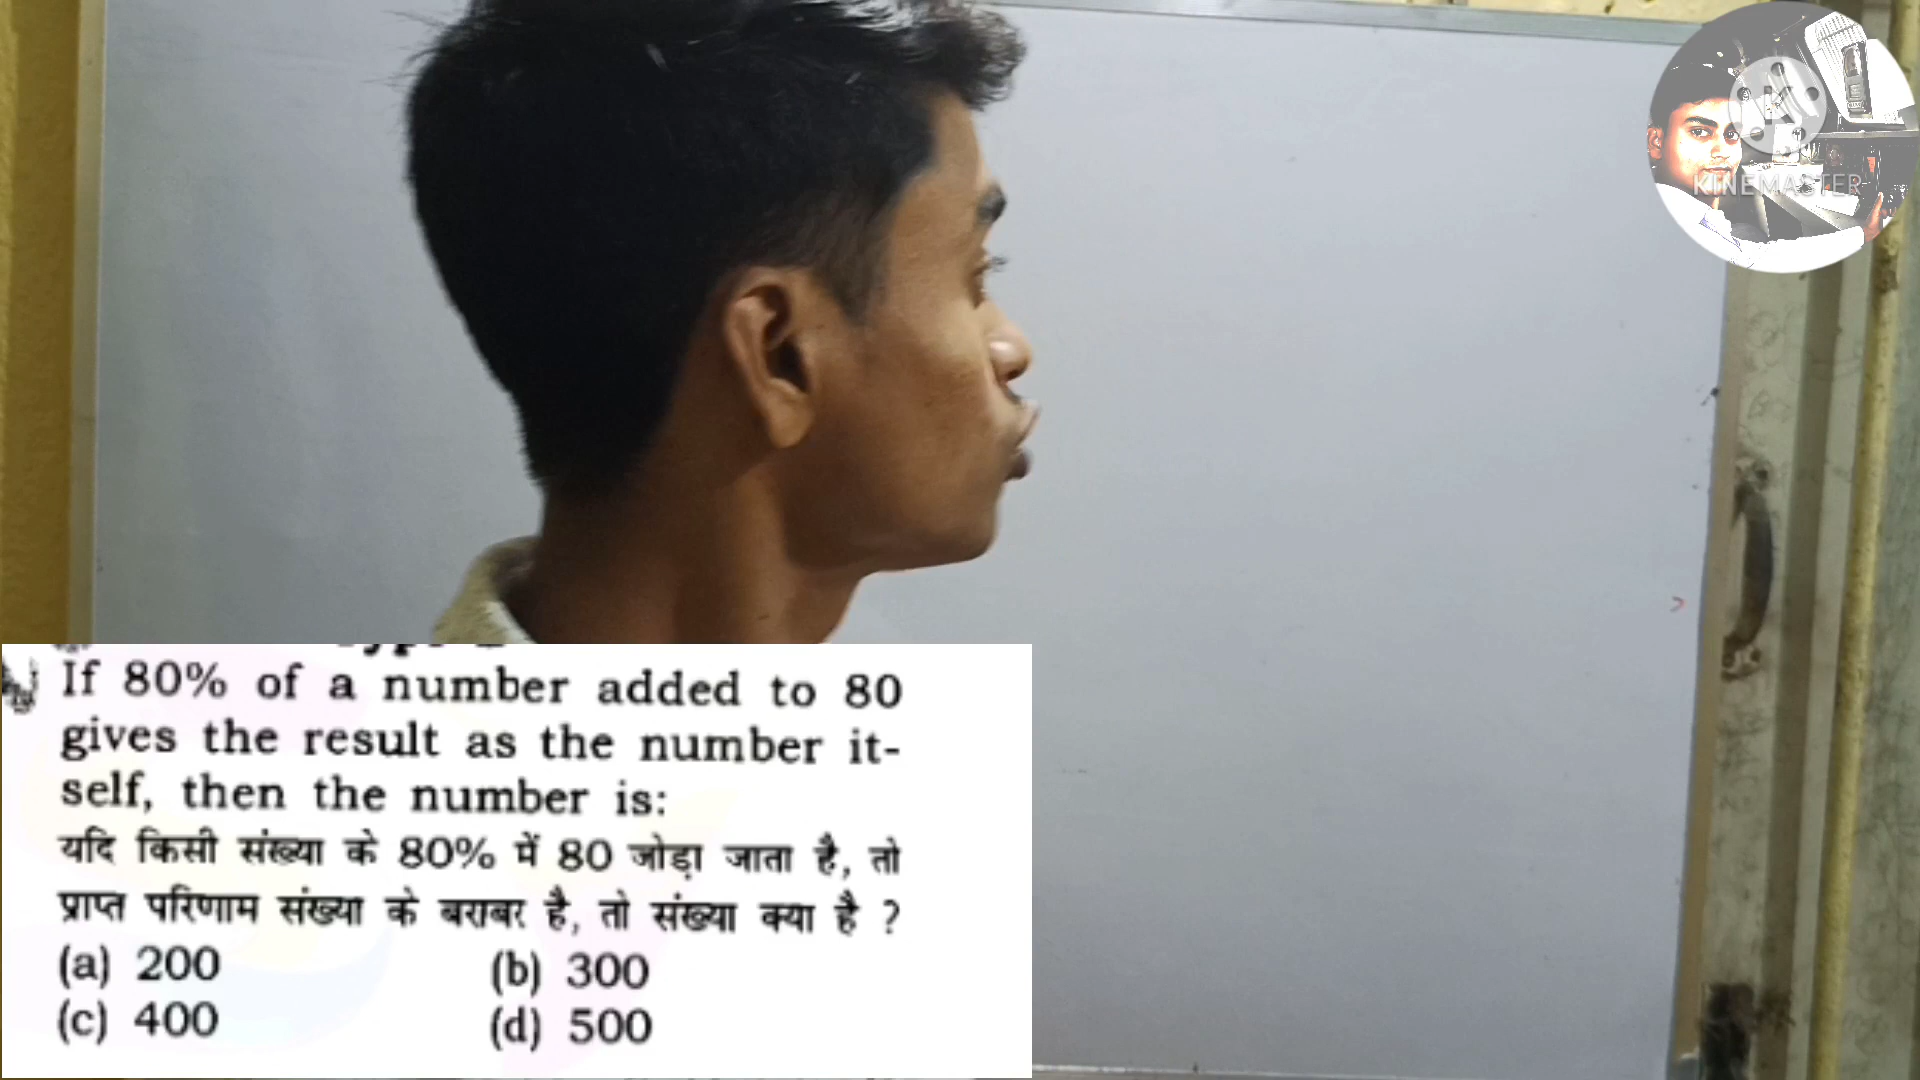 KINEMASTER
If 80% of a number added to 80
gives the result as the number it-
self, then the number is:
यदि किसी संख्या के 80% में 80 जोड़ा जाता है, तो
प्राप्त परिणाम संख्या के बराबर है, तो संख्या क्या है ?
(a) 200 (b) 300
(c) 400 (d) 500